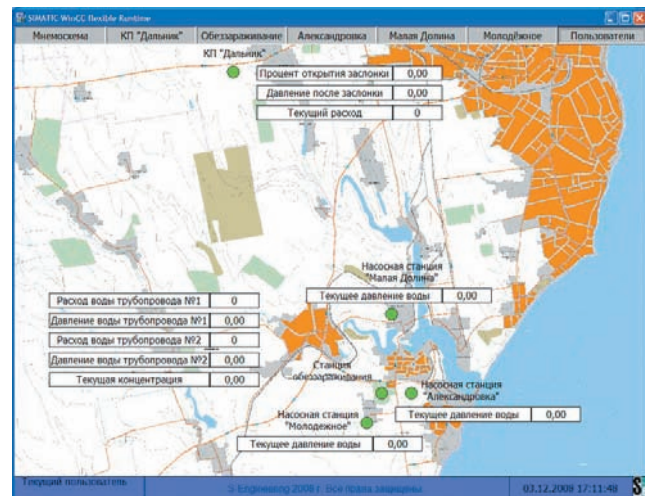 SIMATIC WinCC flexible Runtime
Мнемосхема КП "Дальник" Обеззараживание Александровка Малая Долина Молодёжное Пользователи
КП "Дальник"
Процент открытия заслонки 0,00
Давление после заслонки 0,00
Текущий расход 0
Насосная станция
"Малая Долина"
Текущее давление воды 0,00
Расход воды трубопровода №1 0
Давление воды трубопровода №1 0,00
Расход воды трубопровода №2 0
Давление воды трубопровода №2 0,00
Текущая концентрация 0,00
Станция
обеззараживания
Насосная станция
"Александровка"
Текущее давление воды 0,00
Насосная станция
"Молодежное"
Текущее давление воды 0,00
Текущий пользователь
S-Engineering 2009 г. Все права защищены.
03.12.2009 17:11:48
S